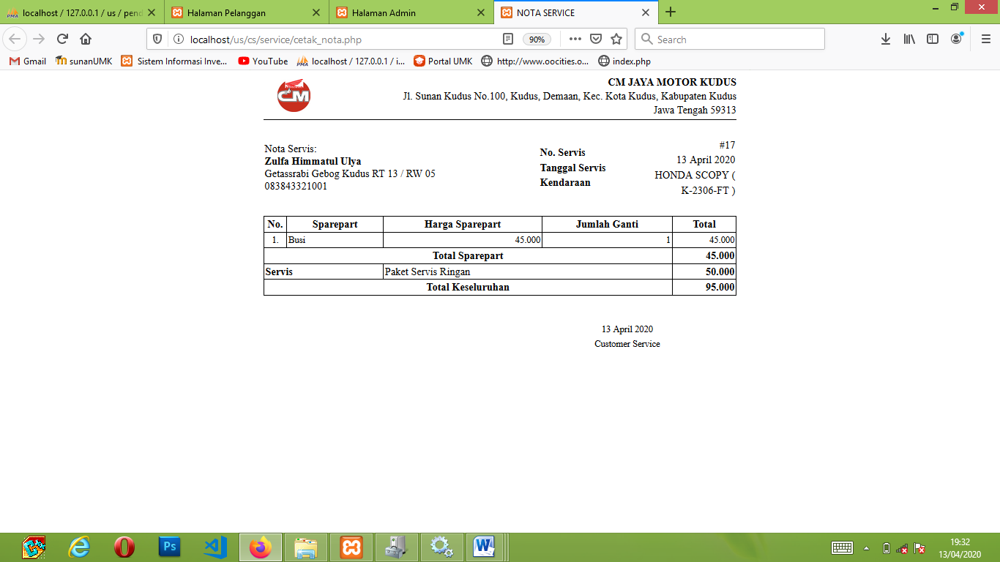 localhost / 127.0.0.1 / us / pend
Halaman Pelanggan
Halaman Admin
NOTA SERVICE
localhost/us/cs/service/cetak_nota.php
90%
Search
Gmail
sunanUMK
Sistem Informasi Inve...
YouTube
localhost / 127.0.0.1 / i...
Portal UMK
http://www.oocities.o...
index.php
CM
CM JAYA MOTOR KUDUS
Jl. Sunan Kudus No.100, Kudus, Demaan, Kec. Kota Kudus, Kabupaten Kudus
Jawa Tengah 59313
Nota Servis:
Zulfa Himmatul Ulya
Getassrabi Gebog Kudus RT 13 / RW 05
083843321001
No. Servis #17
Tanggal Servis 13 April 2020
Kendaraan HONDA SCOPY (
K-2306-FT )
No. Sparepart Harga Sparepart Jumlah Ganti Total
1. Busi 45.000 1 45.000
Total Sparepart 45.000
Servis Paket Servis Ringan 50.000
Total Keseluruhan 95.000
13 April 2020
Customer Service
Ps
19:32
13/04/2020